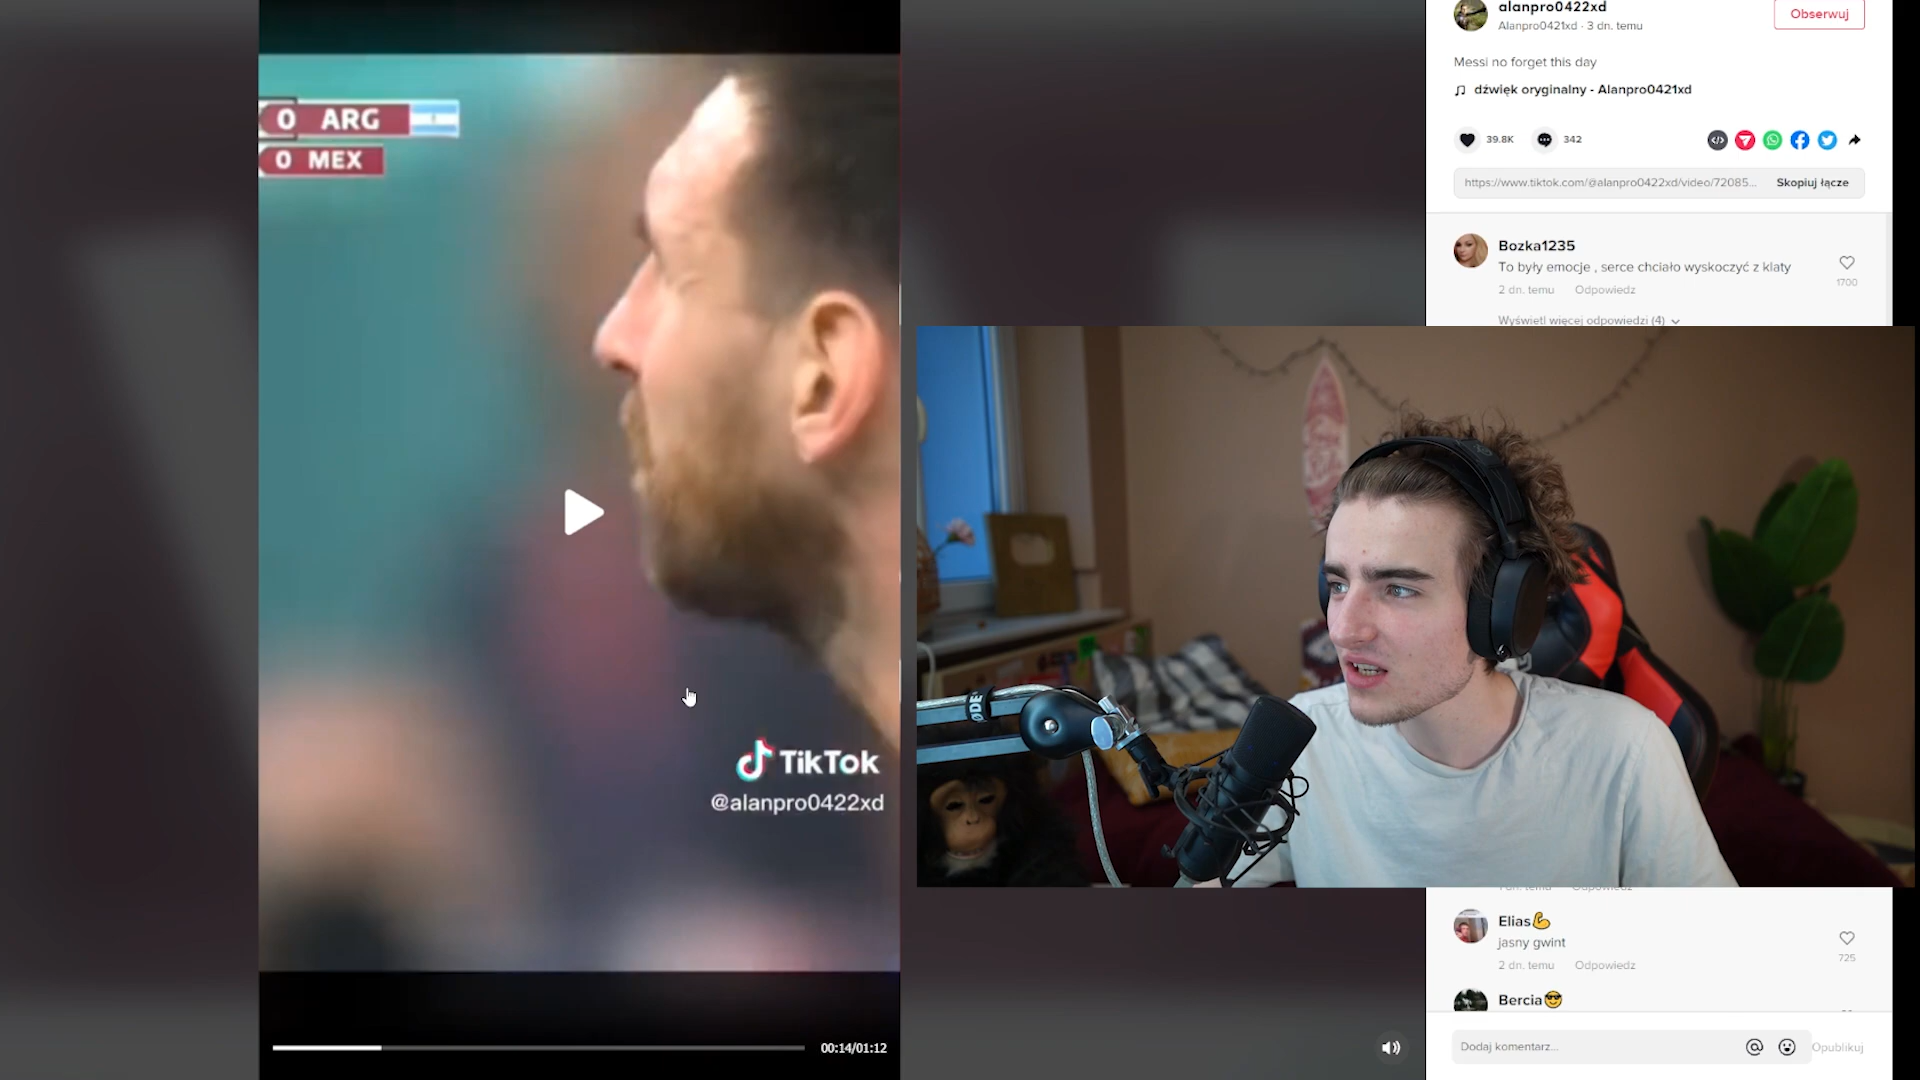 0 ARG
0 MEX
TikTok
@alanpro0422xd
00:14/01:12
alanpro0422xd
Alanpro0421xd · 3 dn. temu
Obserwuj
Messi no forget this day
dźwięk oryginalny - Alanpro0421xd
39.8K
342
https://www.tiktok.com/@alanpro0422xd/video/72085...
Skopiuj łącze
Bozka1235
To były emocje , serce chciało wyskoczyć z klaty
1700
2 dn. temu Odpowiedz
Wyświetl więcej odpowiedzi (4)
Elias💪
jasny gwint
725
2 dn. temu Odpowiedz
Bercia😎
Dodaj komentarz...
Opublikuj